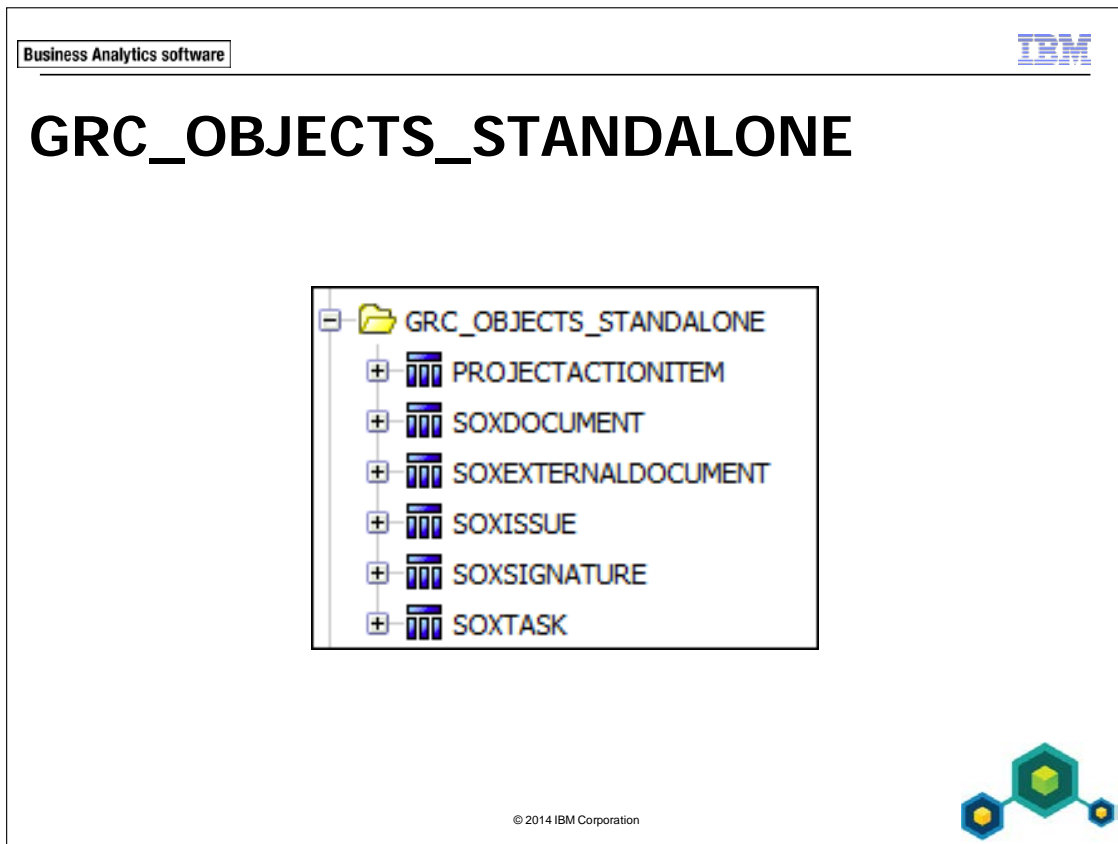 Business Analytics software
IBM
GRC_OBJECTS_STANDALONE
GRC_OBJECTS_STANDALONE
PROJECTACTIONITEM
SOXDOCUMENT
SOXEXTERNALDOCUMENT
SOXISSUE
SOXSIGNATURE
SOXTASK
© 2014 IBM Corporation